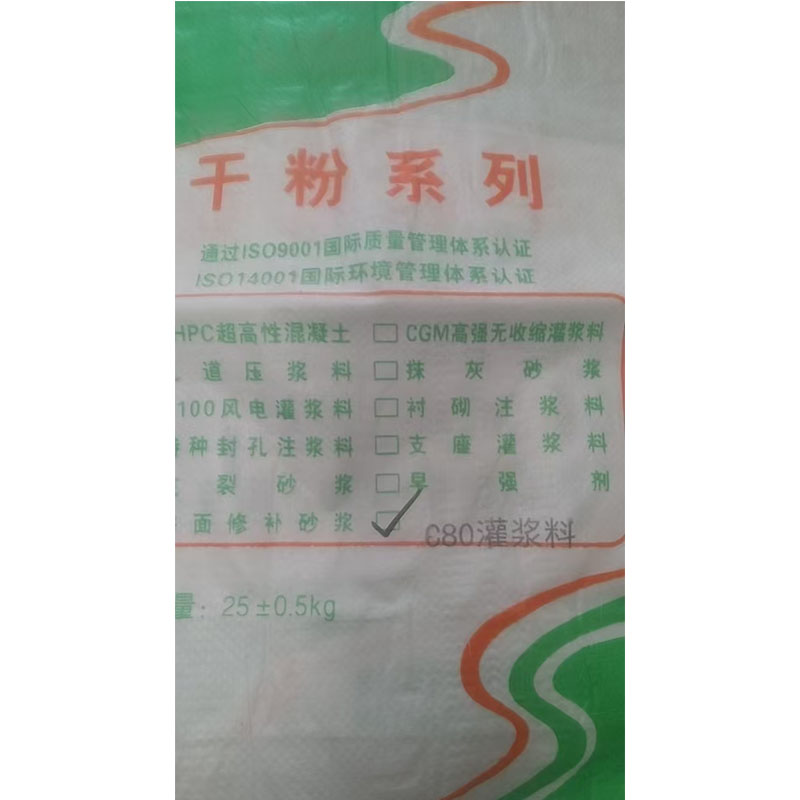 干粉系列
通过ISO9001国际质量管理体系认证
ISO14001国际环境管理体系认证
HPC超高性混凝土 □ CGM高强无收缩灌浆料
道压浆料 □ 抹灰砂浆
100风电灌浆料 □ 衬砌注浆料
特种封孔注浆料 □ 支座灌浆料
裂砂浆 □ 早强剂
面修补砂浆 ☑ C80灌浆料
量：25±0.5kg